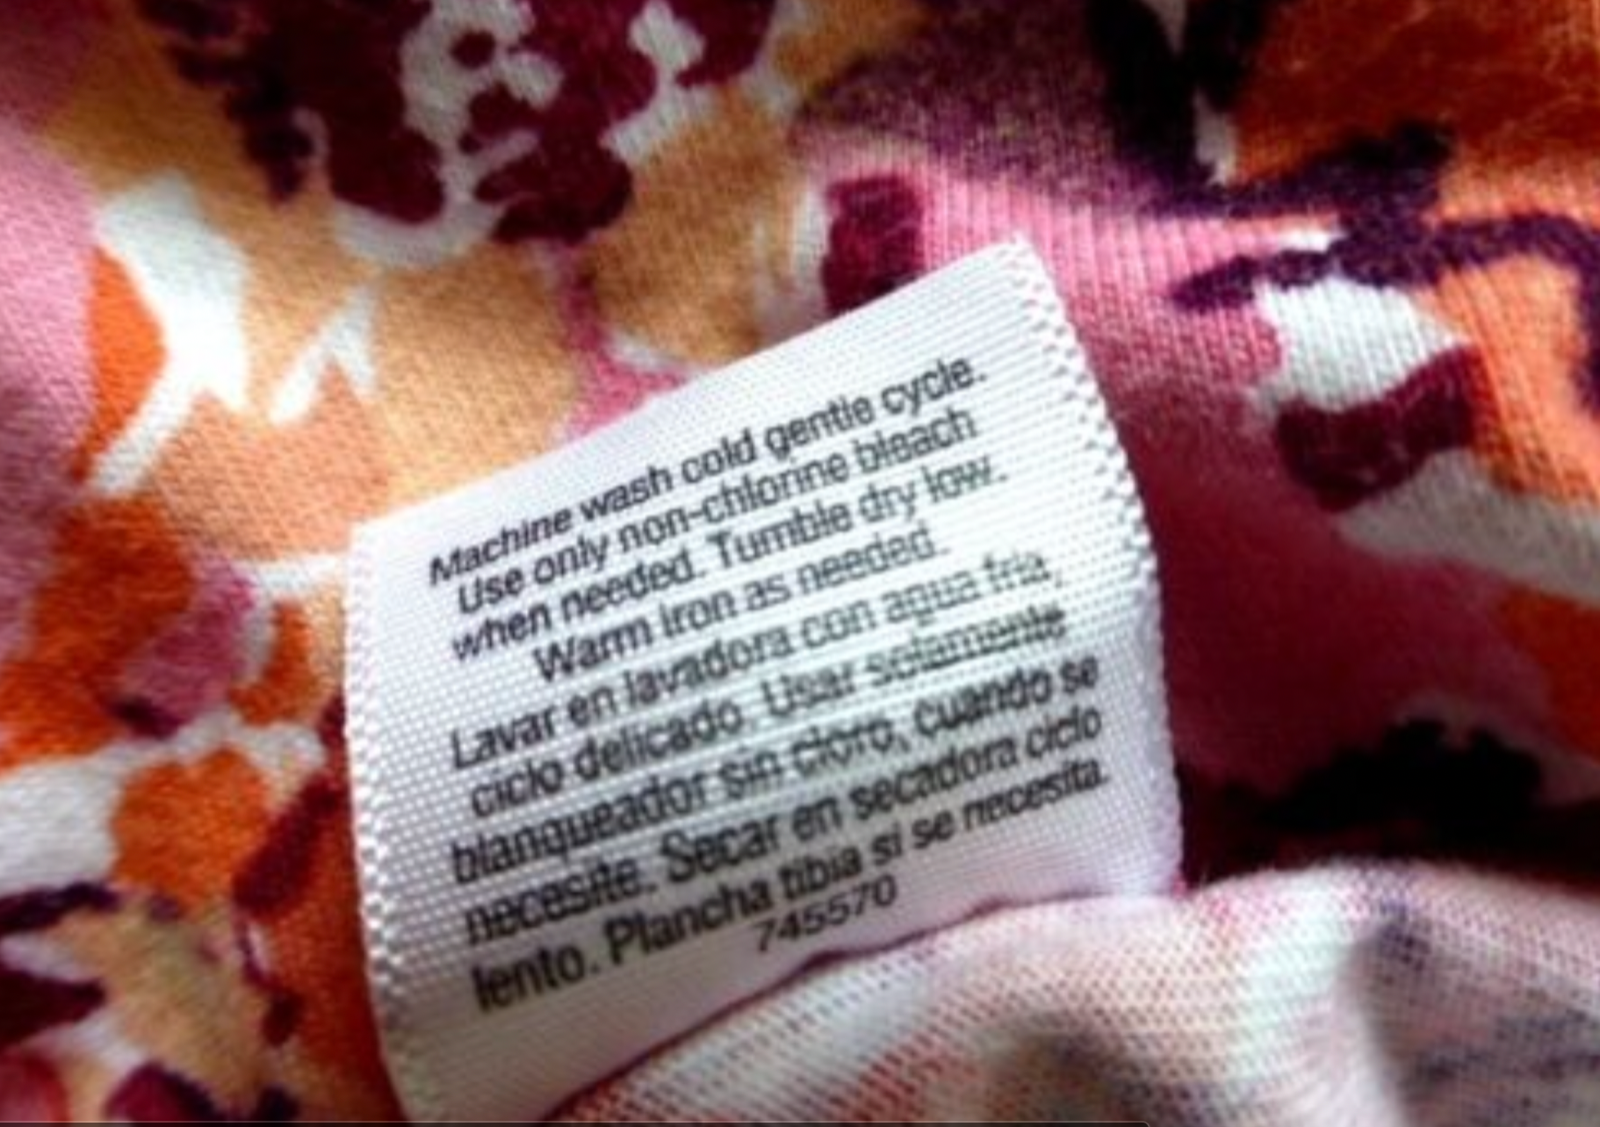 Machine wash cold gentle cycle.
Use only non-chlorine bleach
when needed. Tumble dry low.
Warm iron as needed.
Lavar en lavadora con agua fria,
ciclo delicado. Usar solamente
blanqueador sin cloro, cuando se
necesite. Secar en secadora ciclo
lento. Plancha tibia si se necesita.
745570